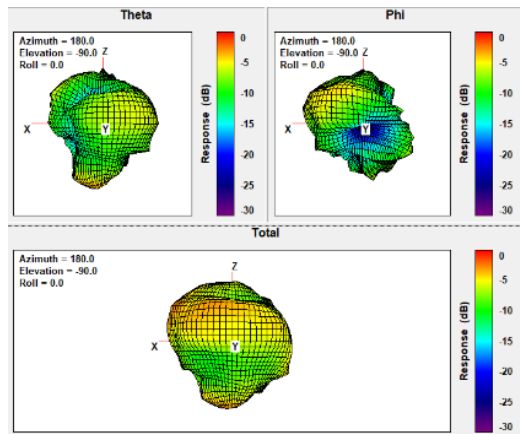 Theta
Azimuth = 180.0
Elevation = -90.0
Roll = 0.0
Z
X
Y
0
-5
-10
-15
-20
-25
-30
Response (dB)
Phi
Azimuth = 180.0
Elevation = -90.0
Roll = 0.0
Z
X
Y
0
-5
-10
-15
-20
-25
-30
Response (dB)
Total
Azimuth = 180.0
Elevation = -90.0
Roll = 0.0
Z
X
Y
0
-5
-10
-15
-20
-25
-30
Response (dB)